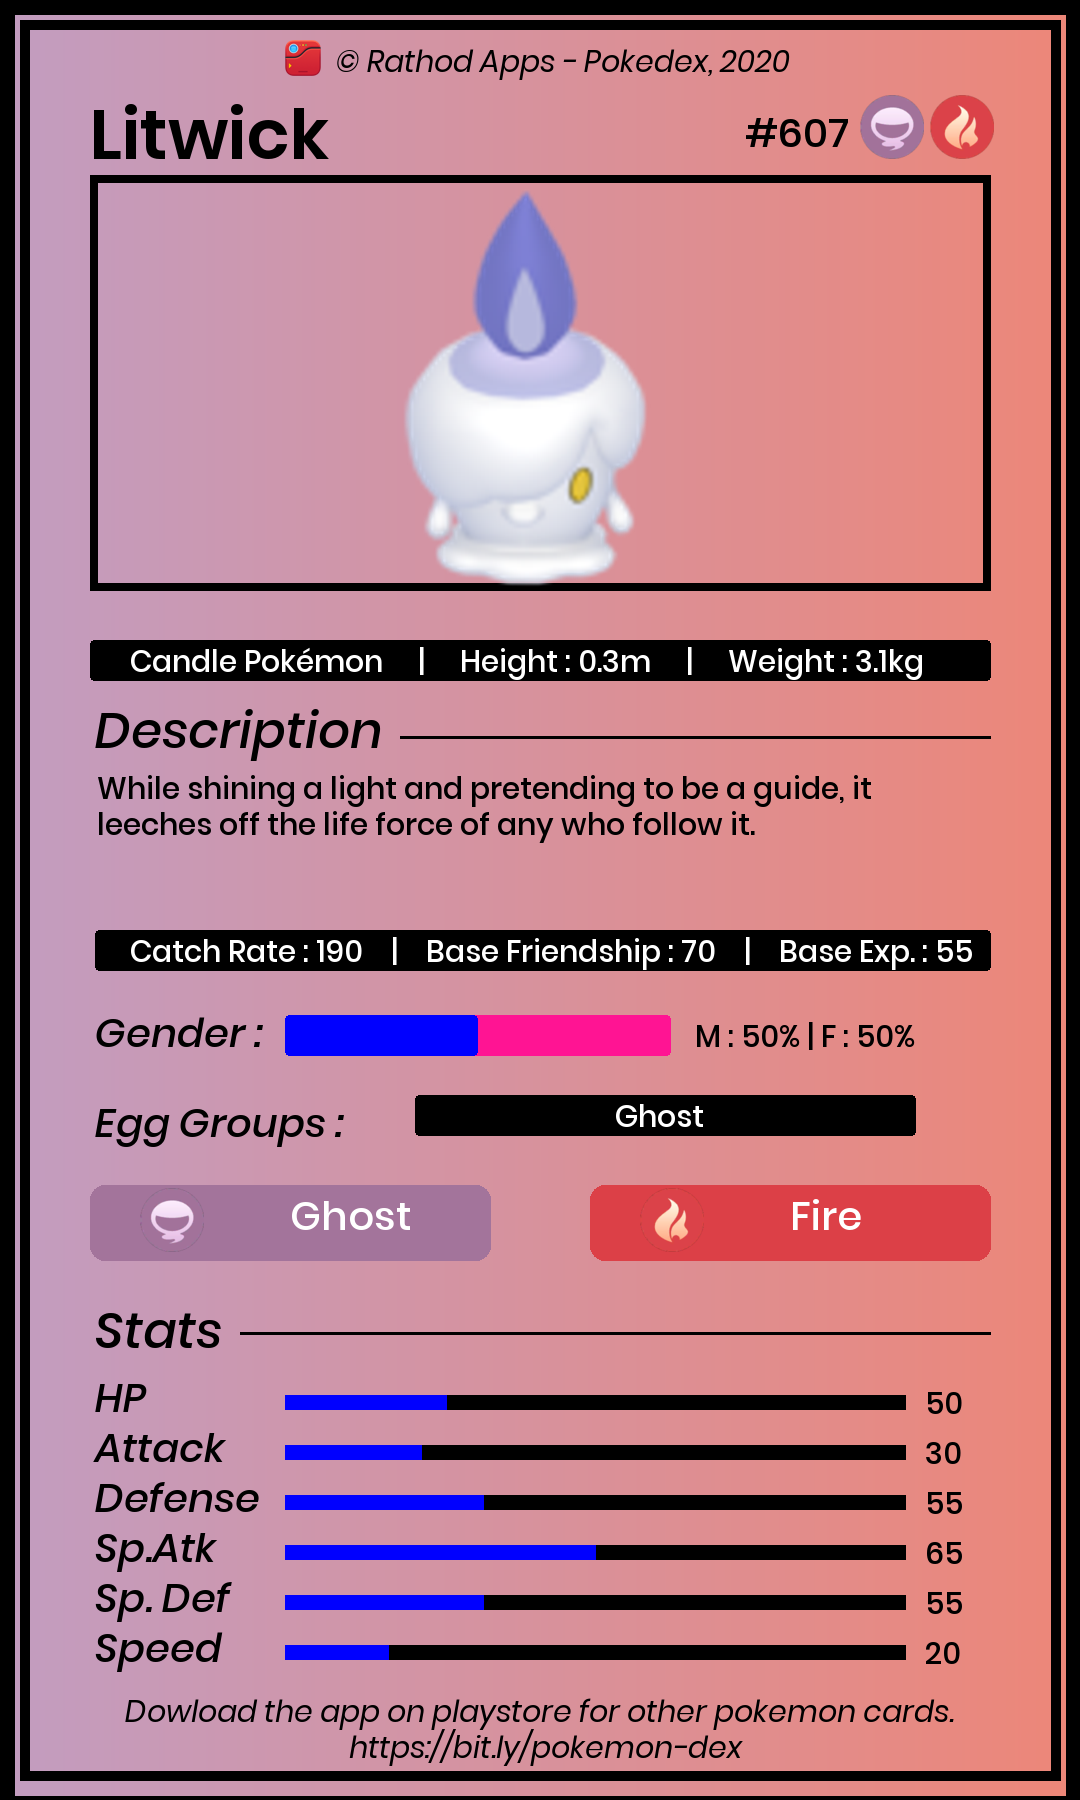 © Rathod Apps - Pokedex, 2020
Litwick #607
Candle Pokémon | Height : 0.3m | Weight : 3.1kg
Description
While shining a light and pretending to be a guide, it
leeches off the life force of any who follow it.
Catch Rate : 190 | Base Friendship : 70 | Base Exp. : 55
Gender : M : 50% | F : 50%
Egg Groups : Ghost
Ghost Fire
Stats
HP 50
Attack 30
Defense 55
Sp.Atk 65
Sp. Def 55
Speed 20
Dowload the app on playstore for other pokemon cards.
https://bit.ly/pokemon-dex